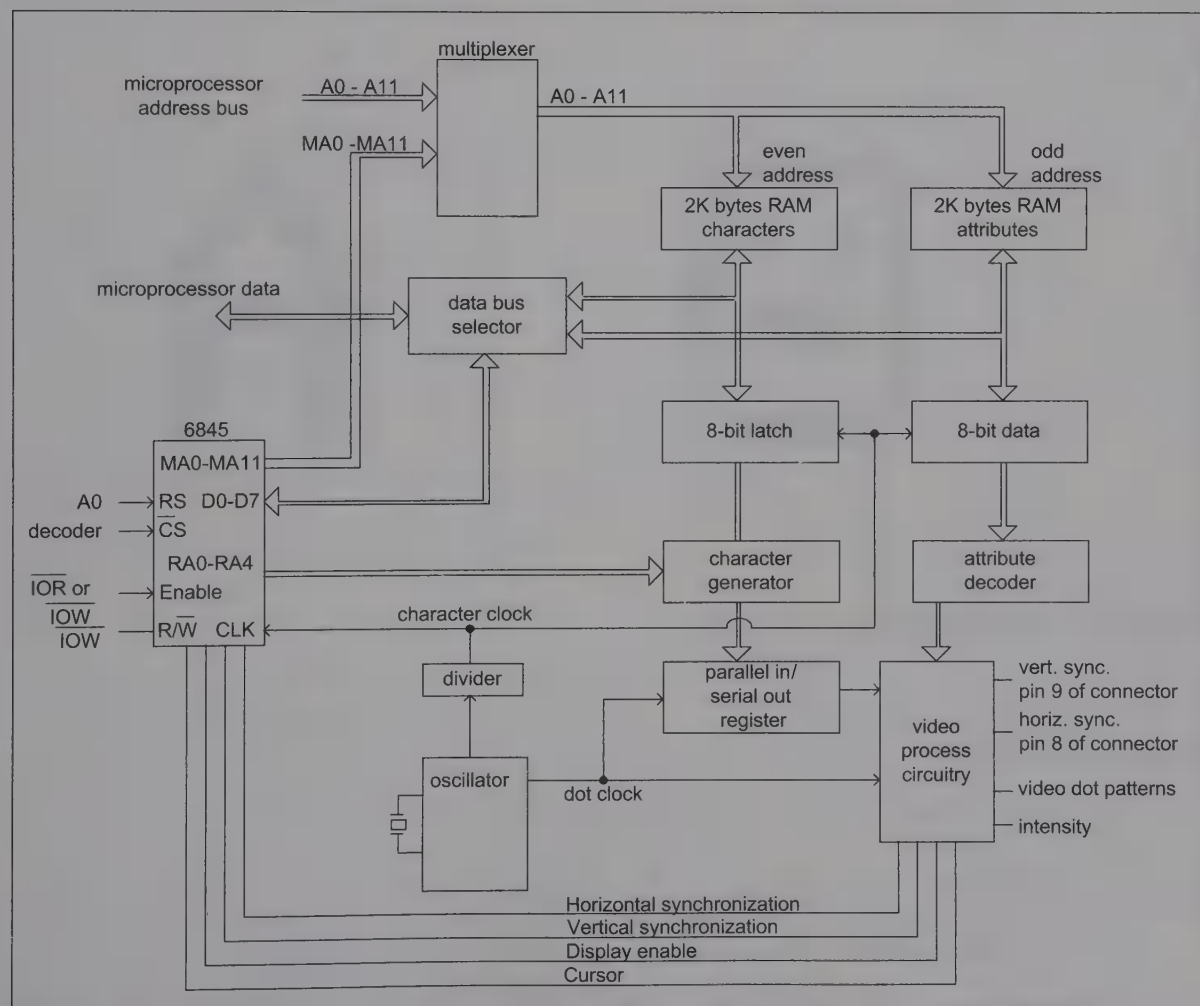 multiplexer
microprocessor
address bus
A0 - A11
A0 - A11
MA0 -MA11
even
address
odd
address
2K bytes RAM
characters
2K bytes RAM
attributes
microprocessor data
data bus
selector
6845
8-bit latch
8-bit data
MA0-MA11
A0
RS D0-D7
decoder
C̅S̅
RA0-RA4
character
generator
attribute
decoder
I̅O̅R̅ or
I̅O̅W̅
Enable
character clock
I̅O̅W̅
R/W̅ CLK
divider
parallel in/
serial out
register
video
process
circuitry
vert. sync.
pin 9 of connector
horiz. sync.
pin 8 of connector
oscillator
dot clock
video dot patterns
intensity
Horizontal synchronization
Vertical synchronization
Display enable
Cursor